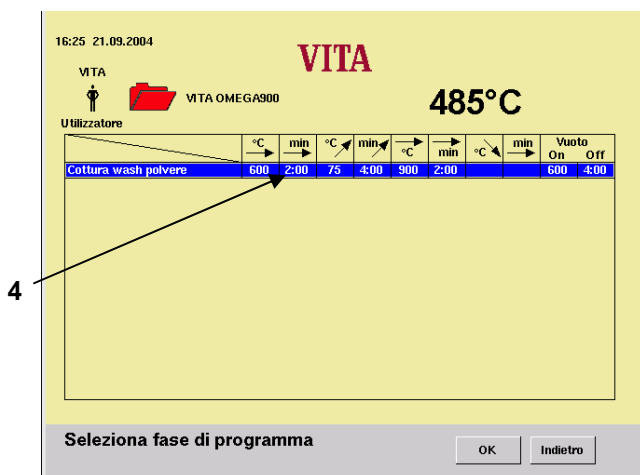 16:25 21.09.2004
VITA
VITA
VITA OMEGA900
485°C
Utilizzatore
°C min °C min °C min °C min Vuoto
On Off
Cottura wash polvere 600 2:00 75 4:00 900 2:00 600 4:00
4
Seleziona fase di programma
OK Indietro